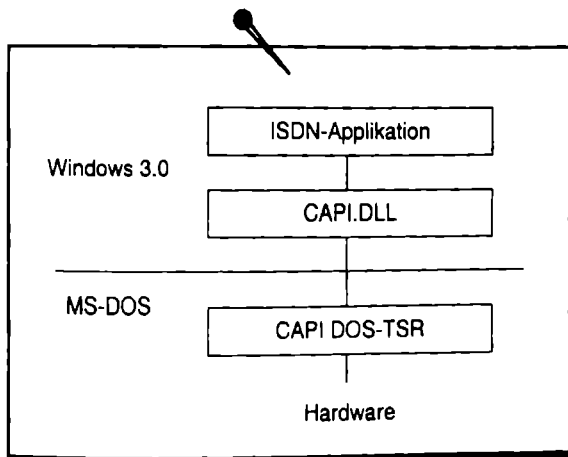 ISDN-Applikation
Windows 3.0
CAPI.DLL
MS-DOS
CAPI DOS-TSR
Hardware